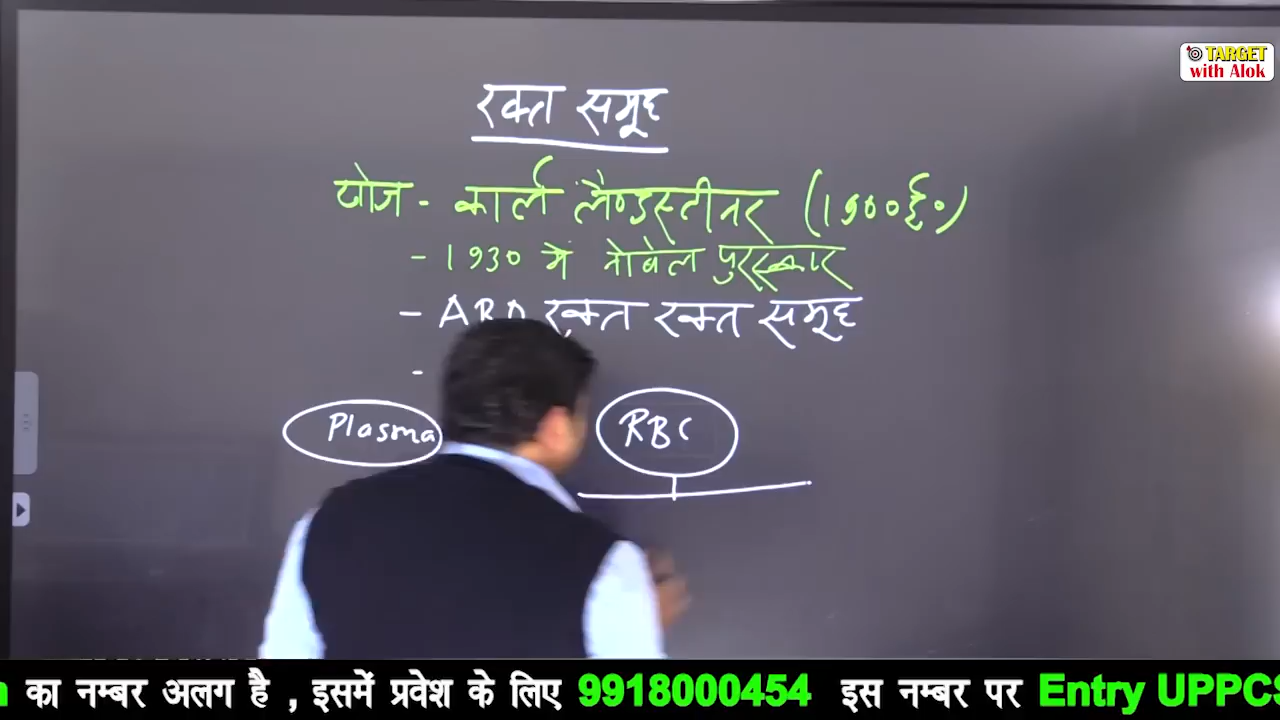 TARGET
with Alok
रक्त समूह
खोज - कार्ल लैण्डस्टीनर (1900ई०)
- 1930 में नोबेल पुरस्कार
- ABO रक्त रक्त समूह
-
Plasma
RBC
का नम्बर अलग है , इसमें प्रवेश के लिए 9918000454 इस नम्बर पर Entry UPPCS